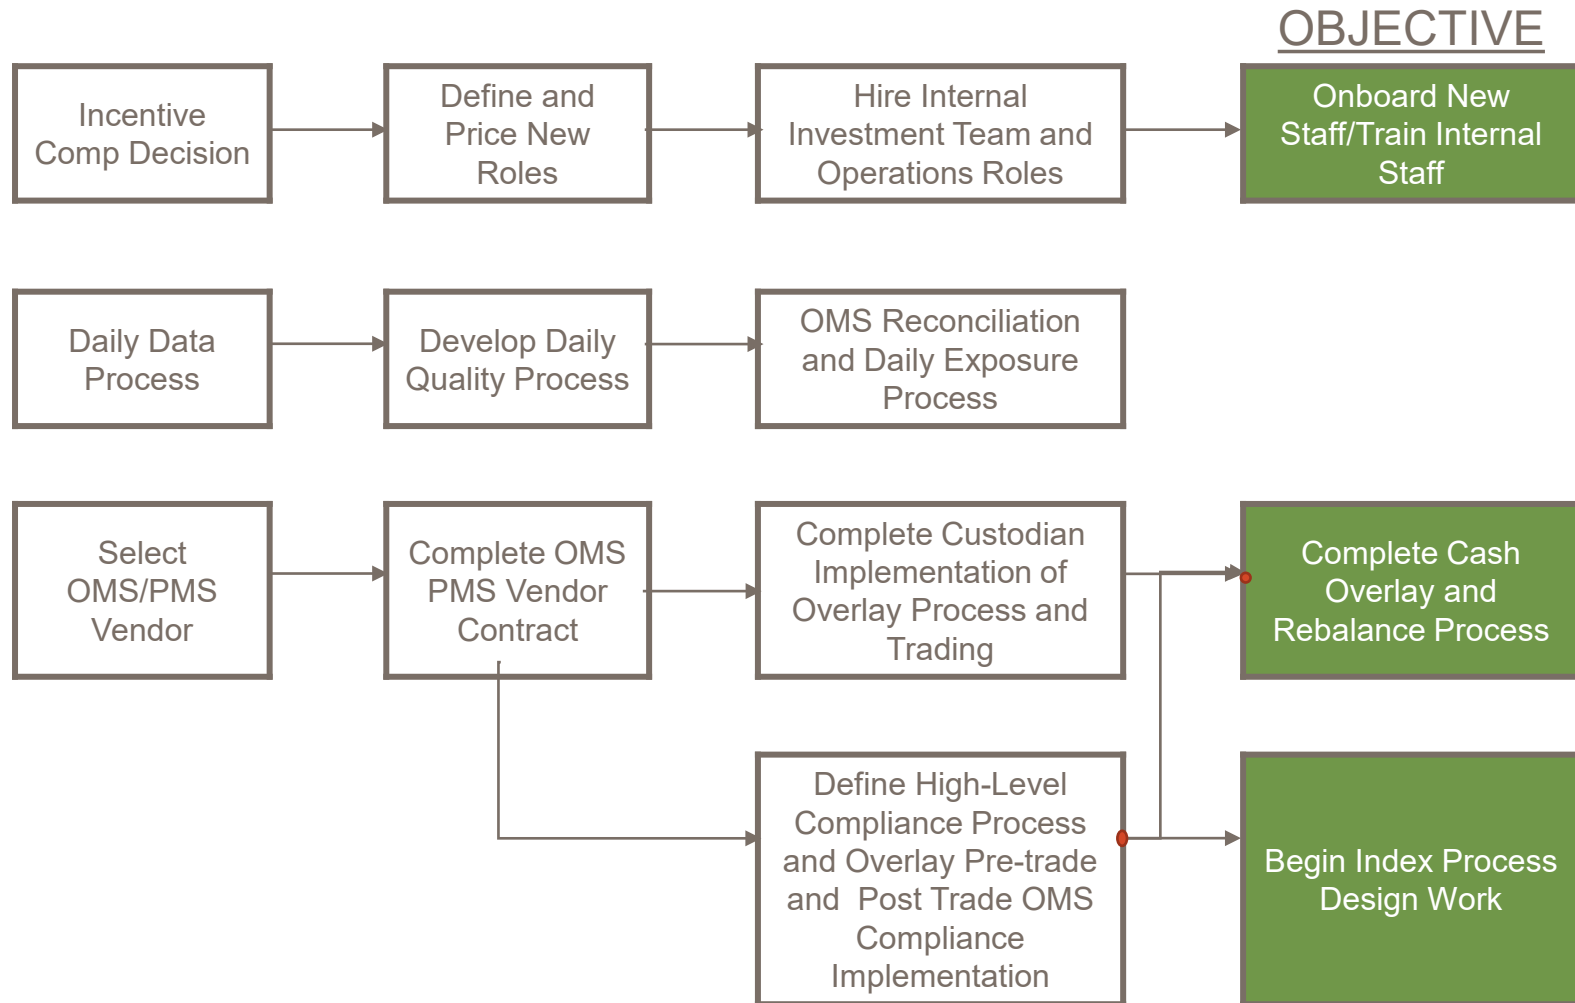 OBJECTIVE
Incentive
Comp Decision
Define and
Price New
Roles
Hire Internal
Investment Team and
Operations Roles
Onboard New
Staff/Train Internal
Staff
Daily Data
Process
Develop Daily
Quality Process
OMS Reconciliation
and Daily Exposure
Process
Select
OMS/PMS
Vendor
Complete OMS
PMS Vendor
Contract
Complete Custodian
Implementation of
Overlay Process and
Trading
Complete Cash
Overlay and
Rebalance Process
Define High-Level
Compliance Process
and Overlay Pre-trade
and  Post Trade OMS
Compliance
Implementation
Begin Index Process
Design Work